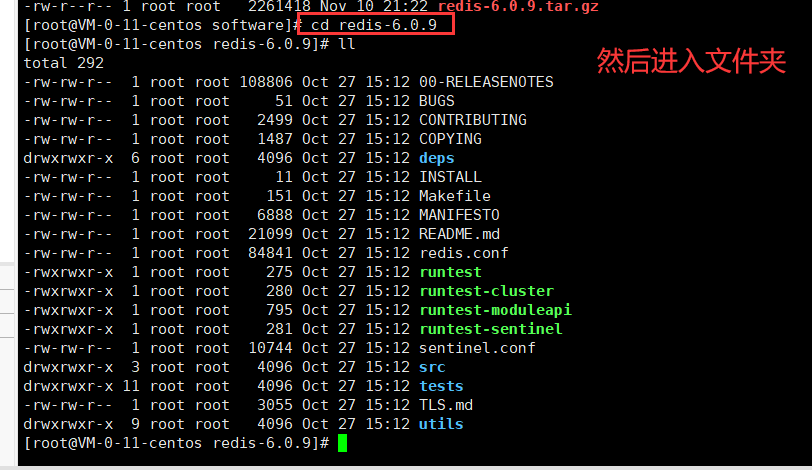 -rw-r--r-- 1 root root 2261418 Nov 10 21:22 redis-6.0.9.tar.gz
[root@VM-0-11-centos software]# cd redis-6.0.9
[root@VM-0-11-centos redis-6.0.9]# ll
total 292
然后进入文件夹
-rw-rw-r-- 1 root root 108806 Oct 27 15:12 00-RELEASENOTES
-rw-rw-r-- 1 root root 51 Oct 27 15:12 BUGS
-rw-rw-r-- 1 root root 2499 Oct 27 15:12 CONTRIBUTING
-rw-rw-r-- 1 root root 1487 Oct 27 15:12 COPYING
drwxrwxr-x 6 root root 4096 Oct 27 15:12 deps
-rw-rw-r-- 1 root root 11 Oct 27 15:12 INSTALL
-rw-rw-r-- 1 root root 151 Oct 27 15:12 Makefile
-rw-rw-r-- 1 root root 6888 Oct 27 15:12 MANIFESTO
-rw-rw-r-- 1 root root 21099 Oct 27 15:12 README.md
-rw-rw-r-- 1 root root 84841 Oct 27 15:12 redis.conf
-rwxrwxr-x 1 root root 275 Oct 27 15:12 runtest
-rwxrwxr-x 1 root root 280 Oct 27 15:12 runtest-cluster
-rwxrwxr-x 1 root root 795 Oct 27 15:12 runtest-moduleapi
-rwxrwxr-x 1 root root 281 Oct 27 15:12 runtest-sentinel
-rw-rw-r-- 1 root root 10744 Oct 27 15:12 sentinel.conf
drwxrwxr-x 3 root root 4096 Oct 27 15:12 src
drwxrwxr-x 11 root root 4096 Oct 27 15:12 tests
-rw-rw-r-- 1 root root 3055 Oct 27 15:12 TLS.md
drwxrwxr-x 9 root root 4096 Oct 27 15:12 utils
[root@VM-0-11-centos redis-6.0.9]#